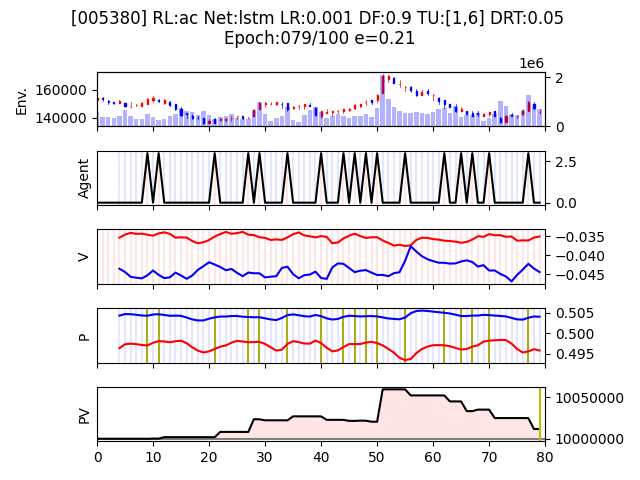 [005380] RL:ac Net:lstm LR:0.001 DF:0.9 TU:[1,6] DRT:0.05
Epoch:079/100 e=0.21
1e6
Env.
160000
140000
2
0
Agent
2.5
0.0
V
−0.035
−0.040
−0.045
P
0.505
0.500
0.495
PV
10050000
10000000
0 10 20 30 40 50 60 70 80